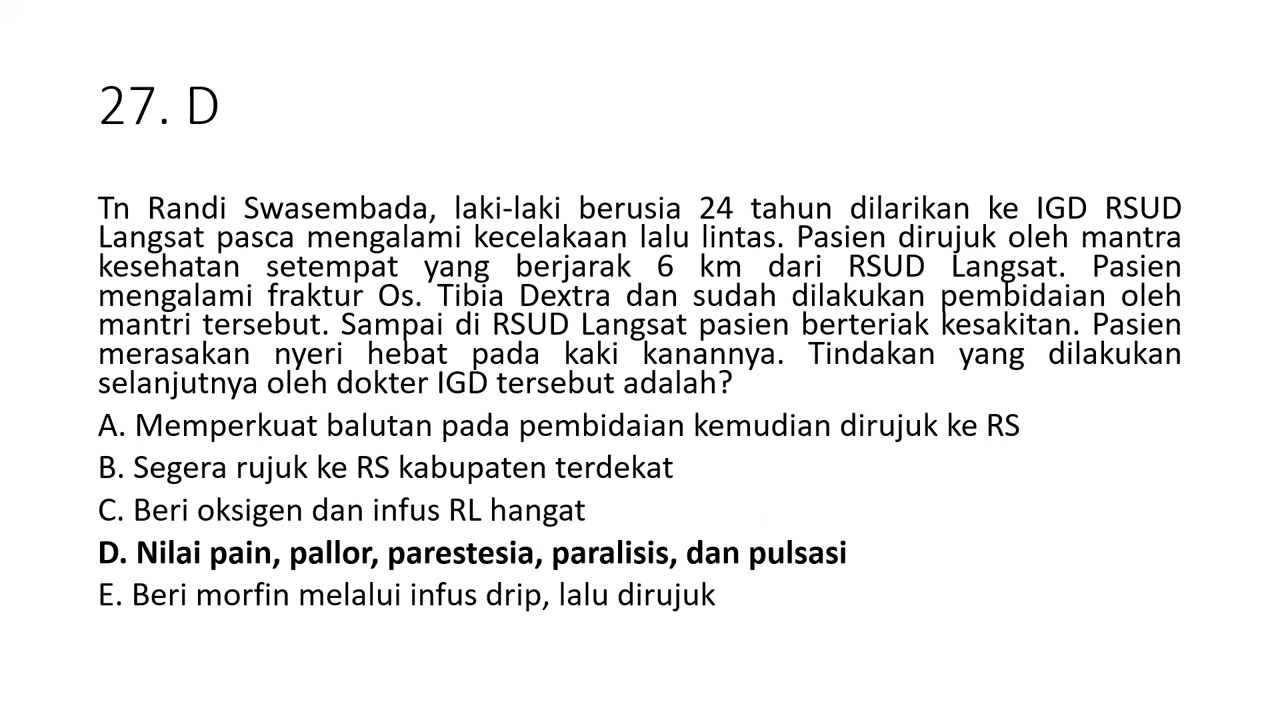 27. D
Tn Randi Swasembada, laki-laki berusia 24 tahun dilarikan ke IGD RSUD
Langsat pasca mengalami kecelakaan lalu lintas. Pasien dirujuk oleh mantra
kesehatan setempat yang berjarak 6 km dari RSUD Langsat. Pasien
mengalami fraktur Os. Tibia Dextra dan sudah dilakukan pembidaian oleh
mantri tersebut. Sampai di RSUD Langsat pasien berteriak kesakitan. Pasien
merasakan nyeri hebat pada kaki kanannya. Tindakan yang dilakukan
selanjutnya oleh dokter IGD tersebut adalah?
A. Memperkuat balutan pada pembidaian kemudian dirujuk ke RS
B. Segera rujuk ke RS kabupaten terdekat
C. Beri oksigen dan infus RL hangat
D. Nilai pain, pallor, parestesia, paralisis, dan pulsasi
E. Beri morfin melalui infus drip, lalu dirujuk